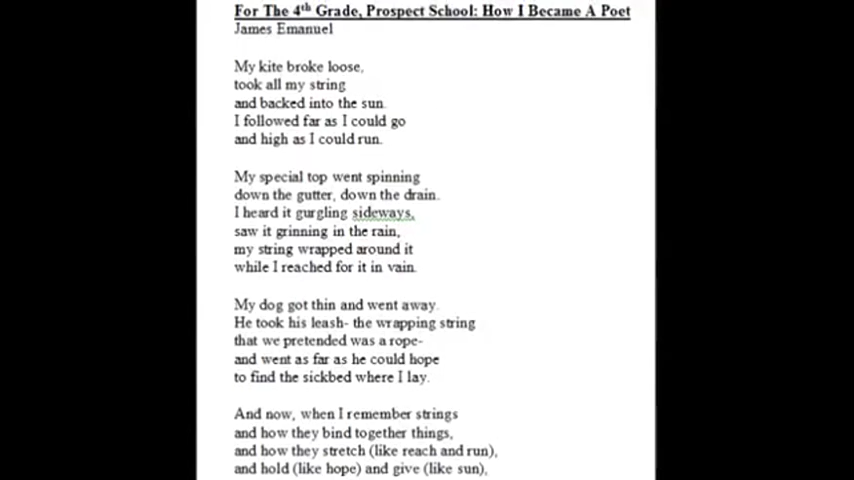 For The 4th Grade, Prospect School: How I Became A Poet
James Emanuel
My kite broke loose,
took all my string
and backed into the sun.
I followed far as I could go
and high as I could run.
My special top went spinning
down the gutter, down the drain.
I heard it gurgling sideways,
saw it grinning in the rain,
my string wrapped around it
while I reached for it in vain.
My dog got thin and went away.
He took his leash- the wrapping string
that we pretended was a rope-
and went as far as he could hope
to find the sickbed where I lay.
And now, when I remember strings
and how they bind together things,
and how they stretch (like reach and run),
and hold (like hope) and give (like sun),